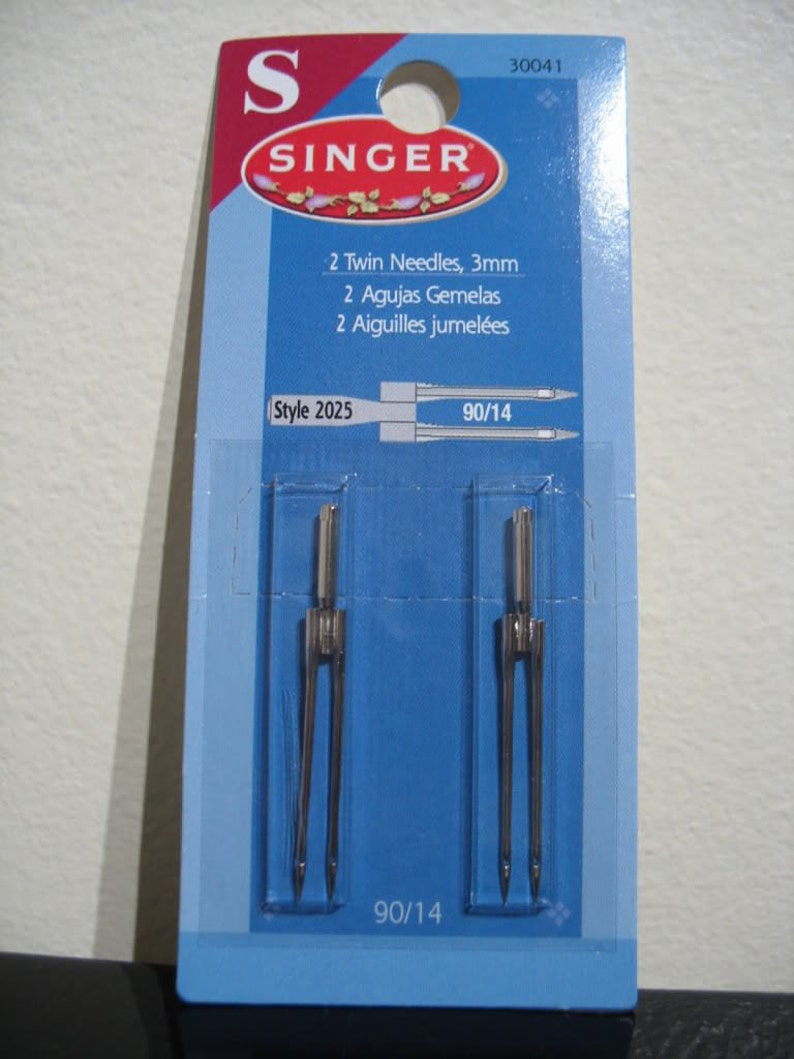 S
30041
SINGER®
2 Twin Needles, 3mm
2 Agujas Gemelas
2 Aiguilles jumelées
Style 2025
90/14
90/14